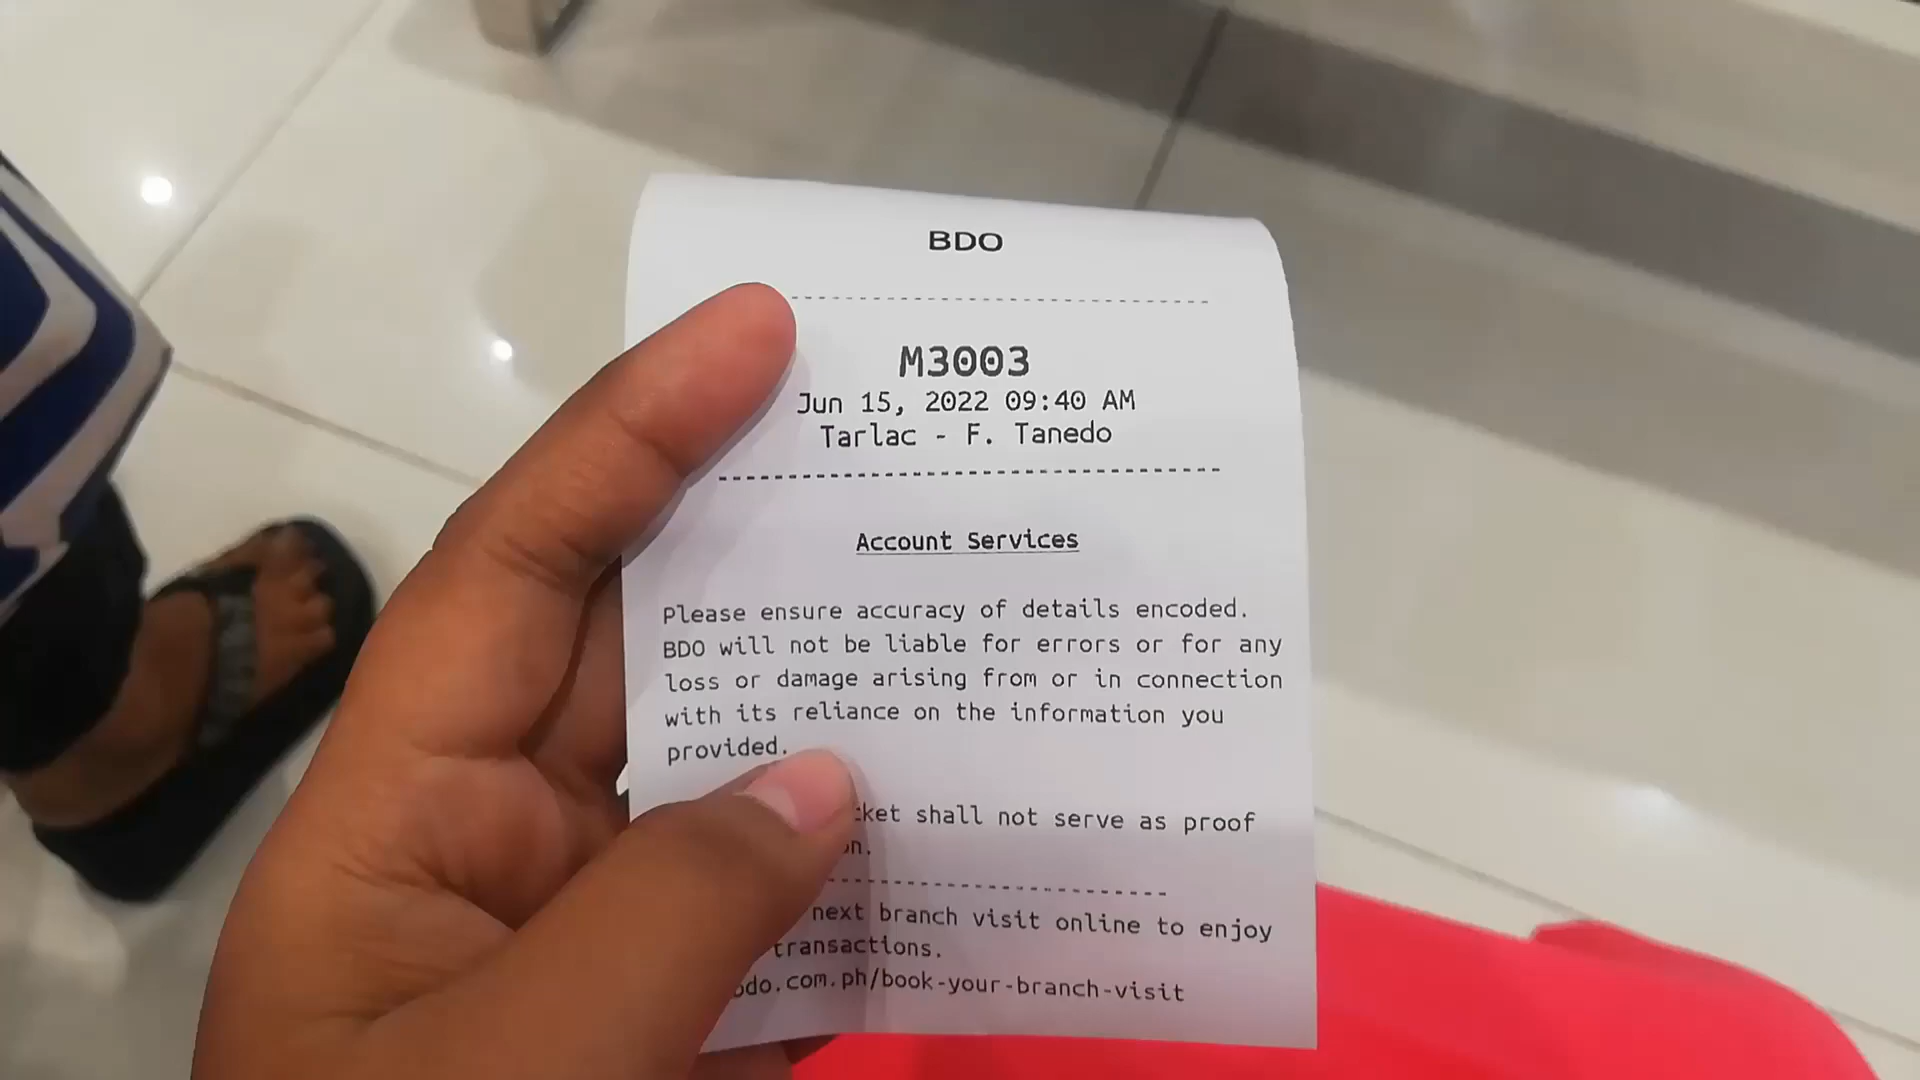 BDO
M3003
Jun 15, 2022 09:40 AM
Tarlac - F. Tanedo
Account Services
Please ensure accuracy of details encoded.
BDO will not be liable for errors or for any
loss or damage arising from or in connection
with its reliance on the information you
provided.
shall not serve as proof
next branch visit online to enjoy
transactions.
do.com.ph/book-your-branch-visit